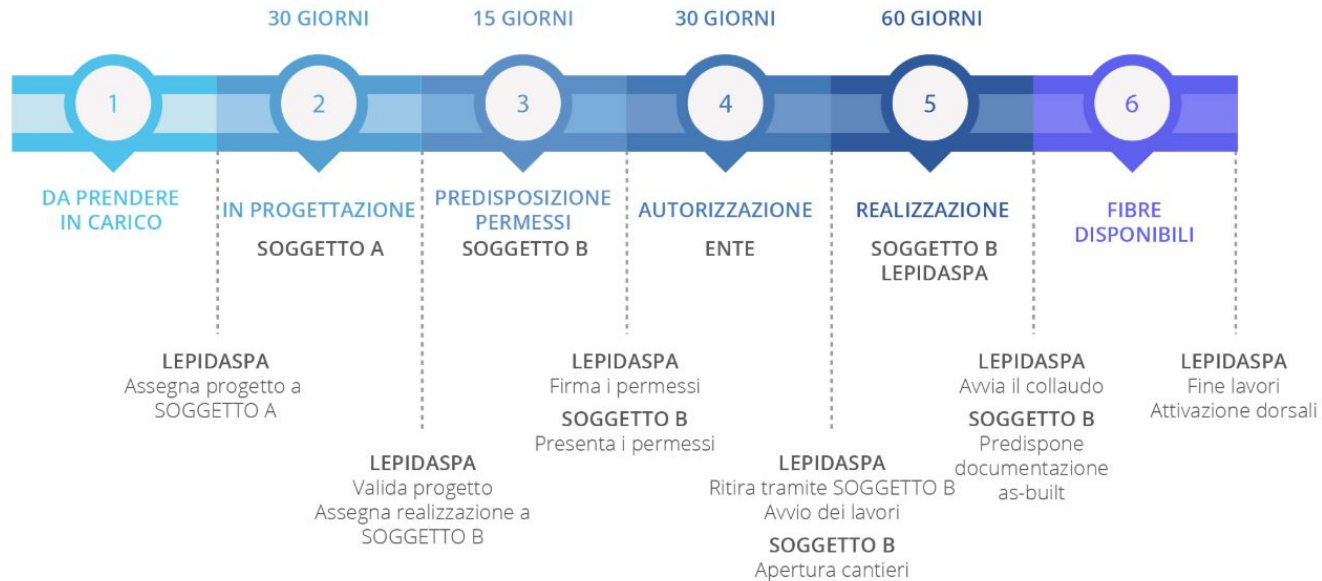 30 GIORNI
15 GIORNI
30 GIORNI
60 GIORNI
1
2
3
4
5
6
DA PRENDERE
IN CARICO
IN PROGETTAZIONE
SOGGETTO A
PREDISPOSIZIONE
PERMESSI
SOGGETTO B
AUTORIZZAZIONE
ENTE
REALIZZAZIONE
SOGGETTO B
LEPIDASPA
FIBRE
DISPONIBILI
LEPIDASPA
Assegna progetto a
SOGGETTO A
LEPIDASPA
Valida progetto
Assegna realizzazione a
SOGGETTO B
LEPIDASPA
Firma i permessi
SOGGETTO B
Presenta i permessi
LEPIDASPA
Ritira tramite SOGGETTO B
Avvio dei lavori
SOGGETTO B
Apertura cantieri
LEPIDASPA
Avvia il collaudo
SOGGETTO B
Predispone
documentazione
as-built
LEPIDASPA
Fine lavori
Attivazione dorsali